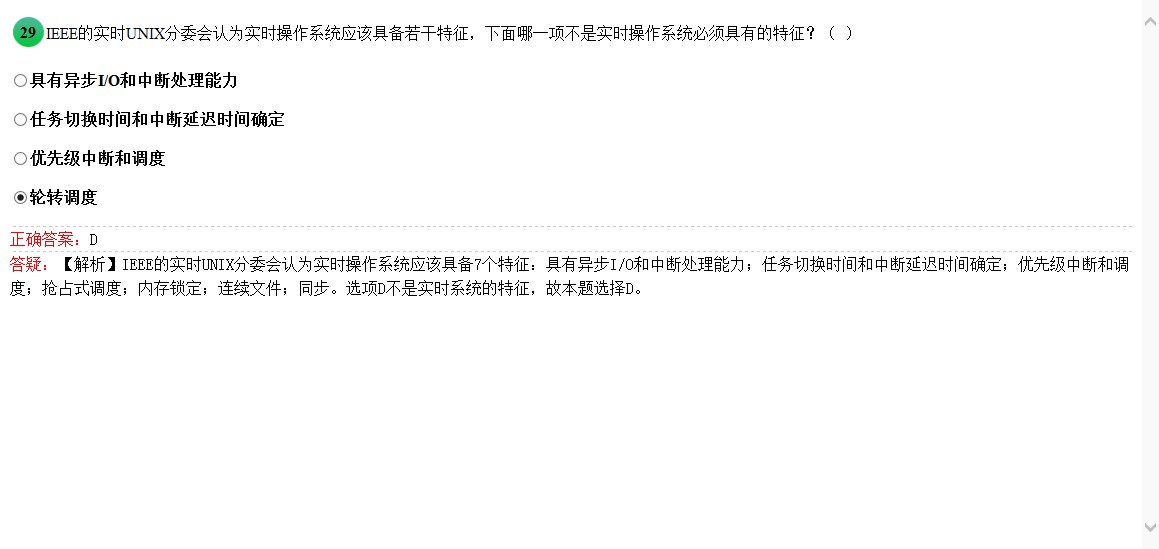 29 IEEE的实时UNIX分委会认为实时操作系统应该具备若干特征，下面哪一项不是实时操作系统必须具有的特征？（ ）
具有异步I/O和中断处理能力
任务切换时间和中断延迟时间确定
优先级中断和调度
轮转调度
正确答案：D
答疑：【解析】IEEE的实时UNIX分委会认为实时操作系统应该具备7个特征：具有异步I/O和中断处理能力；任务切换时间和中断延迟时间确定；优先级中断和调
度；抢占式调度；内存锁定；连续文件；同步。选项D不是实时系统的特征，故本题选择D。